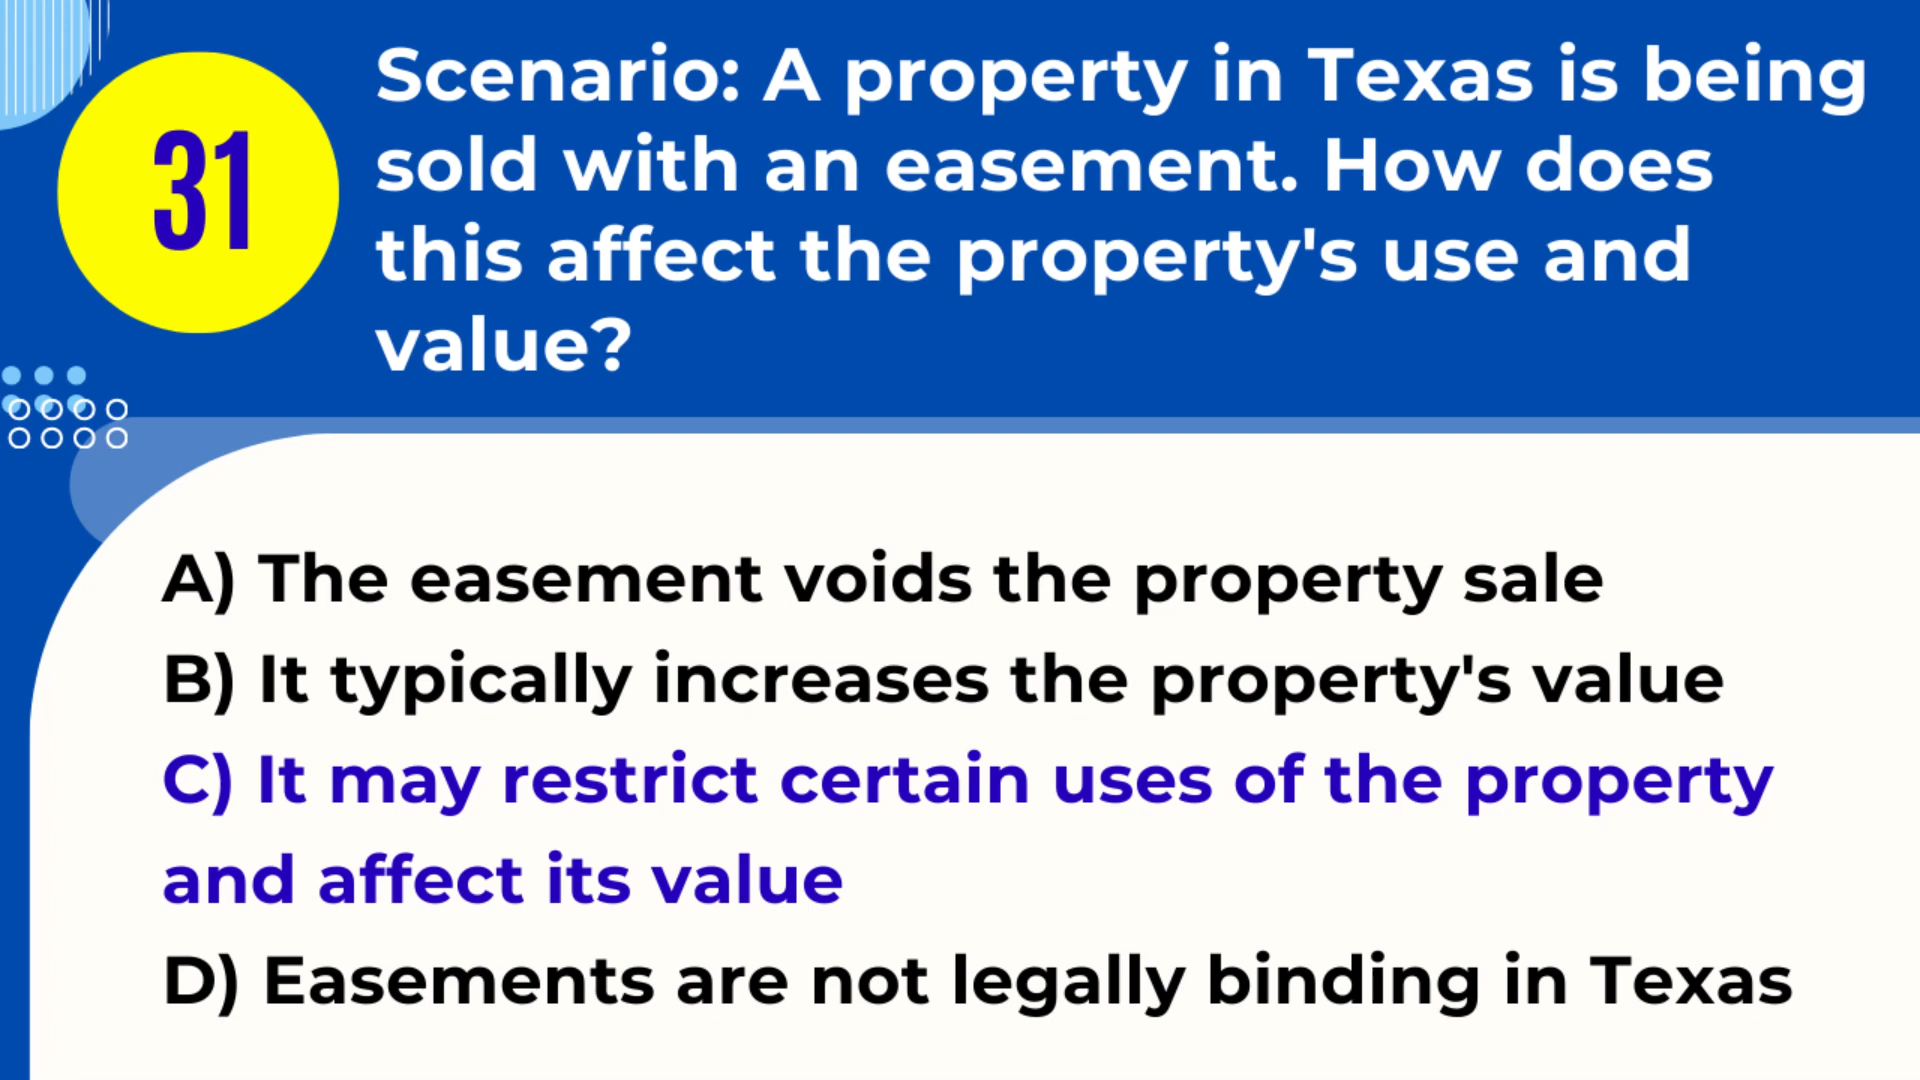 31
Scenario: A property in Texas is being
sold with an easement. How does
this affect the property's use and
value?
A) The easement voids the property sale
B) It typically increases the property's value
C) It may restrict certain uses of the property
and affect its value
D) Easements are not legally binding in Texas